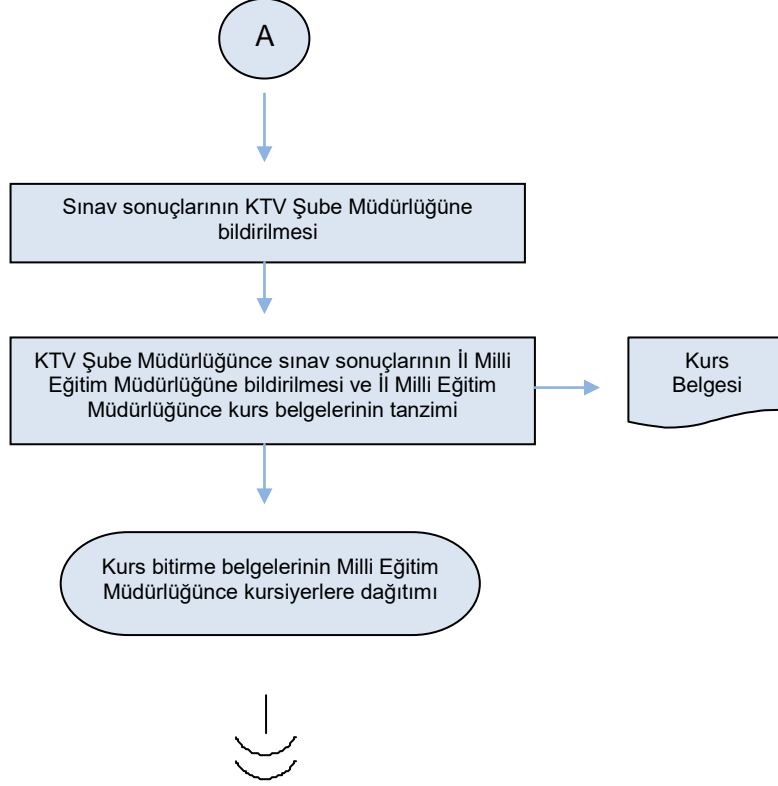 A
Sınav sonuçlarının KTV Şube Müdürlüğüne
bildirilmesi
KTV Şube Müdürlüğünce sınav sonuçlarının İl Milli
Eğitim Müdürlüğüne bildirilmesi ve İl Milli Eğitim
Müdürlüğünce kurs belgelerinin tanzimi
Kurs
Belgesi
Kurs bitirme belgelerinin Milli Eğitim
Müdürlüğünce kursiyerlere dağıtımı